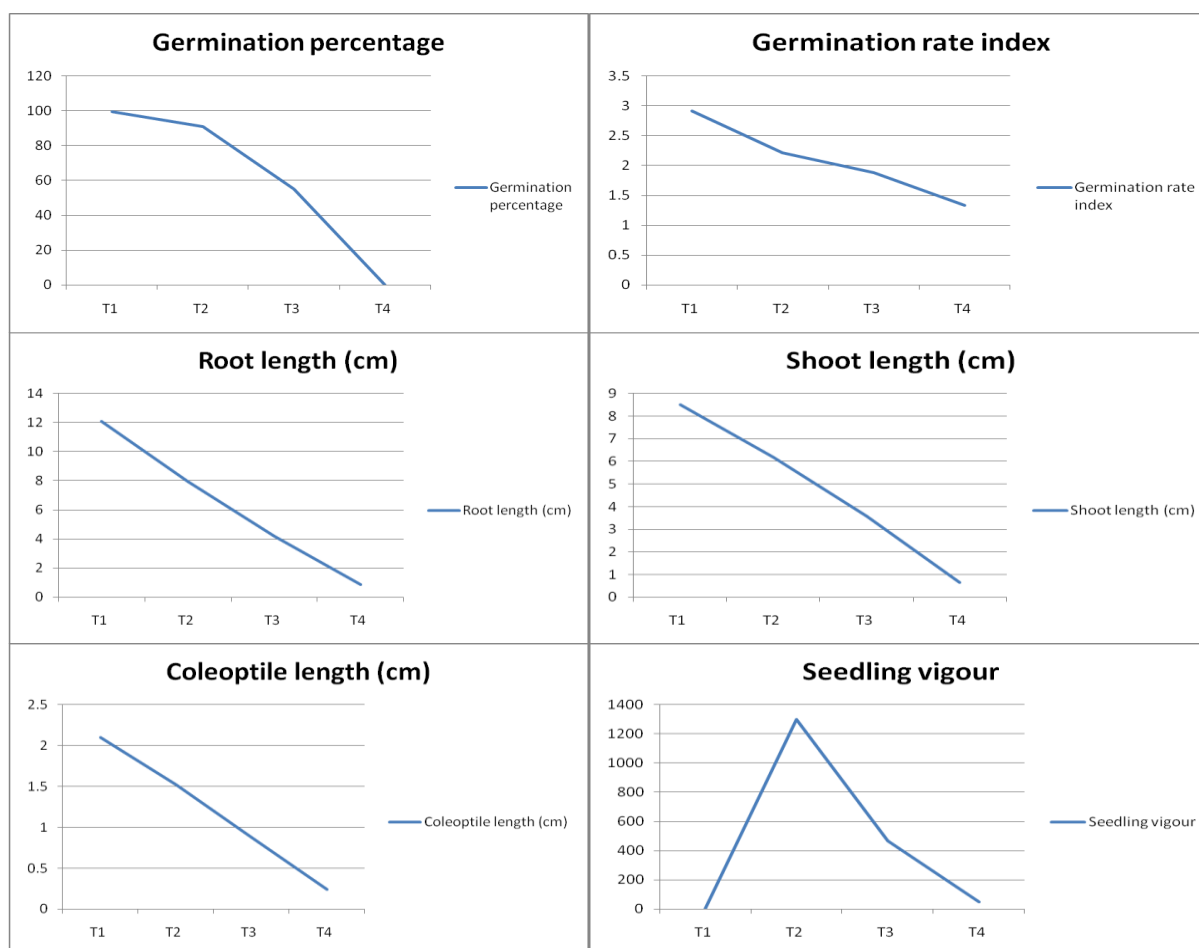 Germination percentage
120
100
80
60
40
20
0
T1 T2 T3 T4
Germination
percentage
Germination rate index
3.5
3
2.5
2
1.5
1
0.5
0
T1 T2 T3 T4
Germination rate
index
Root length (cm)
14
12
10
8
6
4
2
0
T1 T2 T3 T4
Root length (cm)
Shoot length (cm)
9
8
7
6
5
4
3
2
1
0
T1 T2 T3 T4
Shoot length (cm)
Coleoptile length (cm)
2.5
2
1.5
1
0.5
0
T1 T2 T3 T4
Coleoptile length (cm)
Seedling vigour
1400
1200
1000
800
600
400
200
0
T1 T2 T3 T4
Seedling vigour